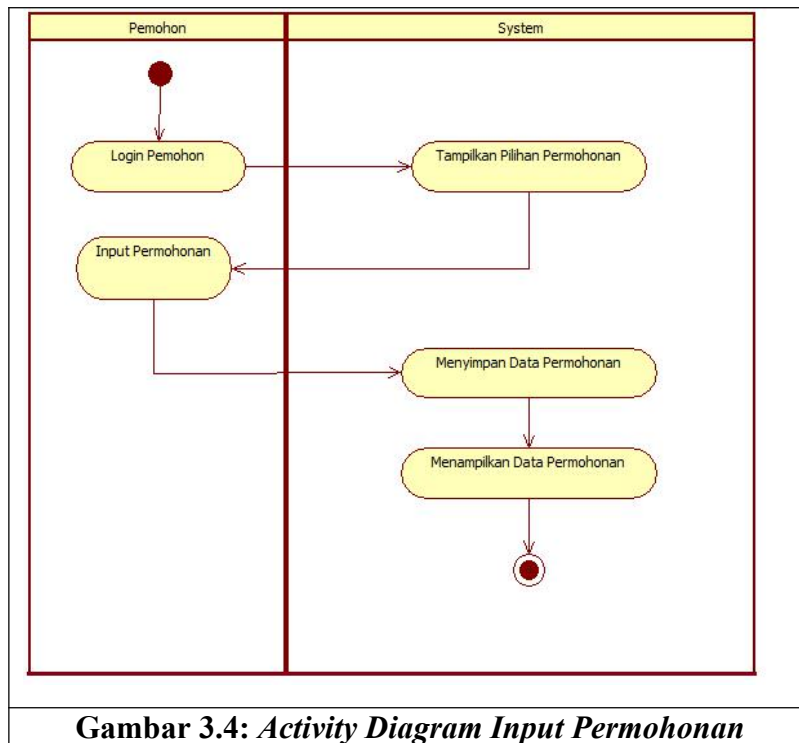 Pemohon
System
Login Pemohon
Tampilkan Pilihan Permohonan
Input Permohonan
Menyimpan Data Permohonan
Menampilkan Data Permohonan
Gambar 3.4: Activity Diagram Input Permohonan